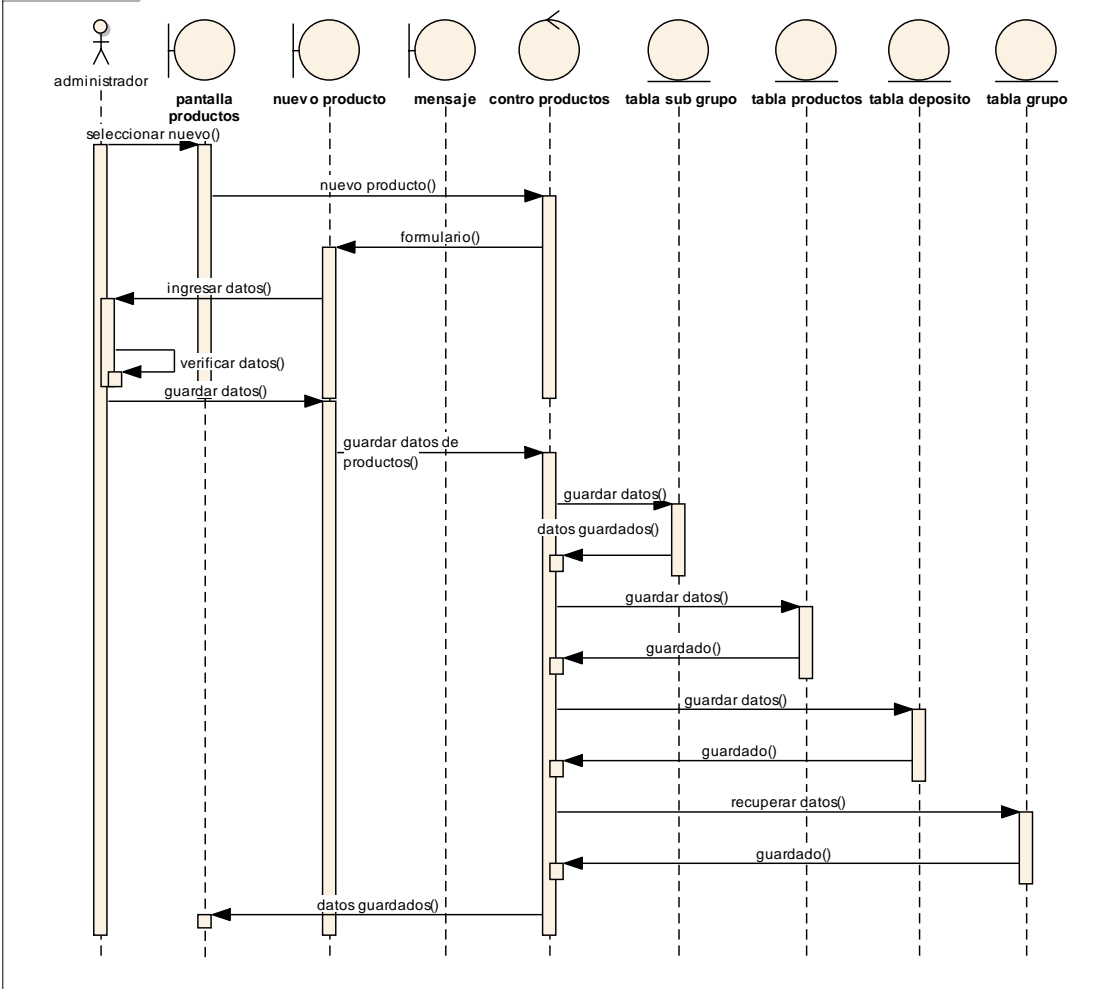 administrador
pantalla
productos
nuevo producto
mensaje
contro productos
tabla sub grupo
tabla productos
tabla deposito
tabla grupo
seleccionar nuevo()
nuevo producto()
formulario()
ingresar datos()
verificar datos()
guardar datos()
guardar datos de
productos()
guardar datos()
datos guardados()
guardar datos()
guardado()
guardar datos()
guardado()
recuperar datos()
guardado()
datos guardados()